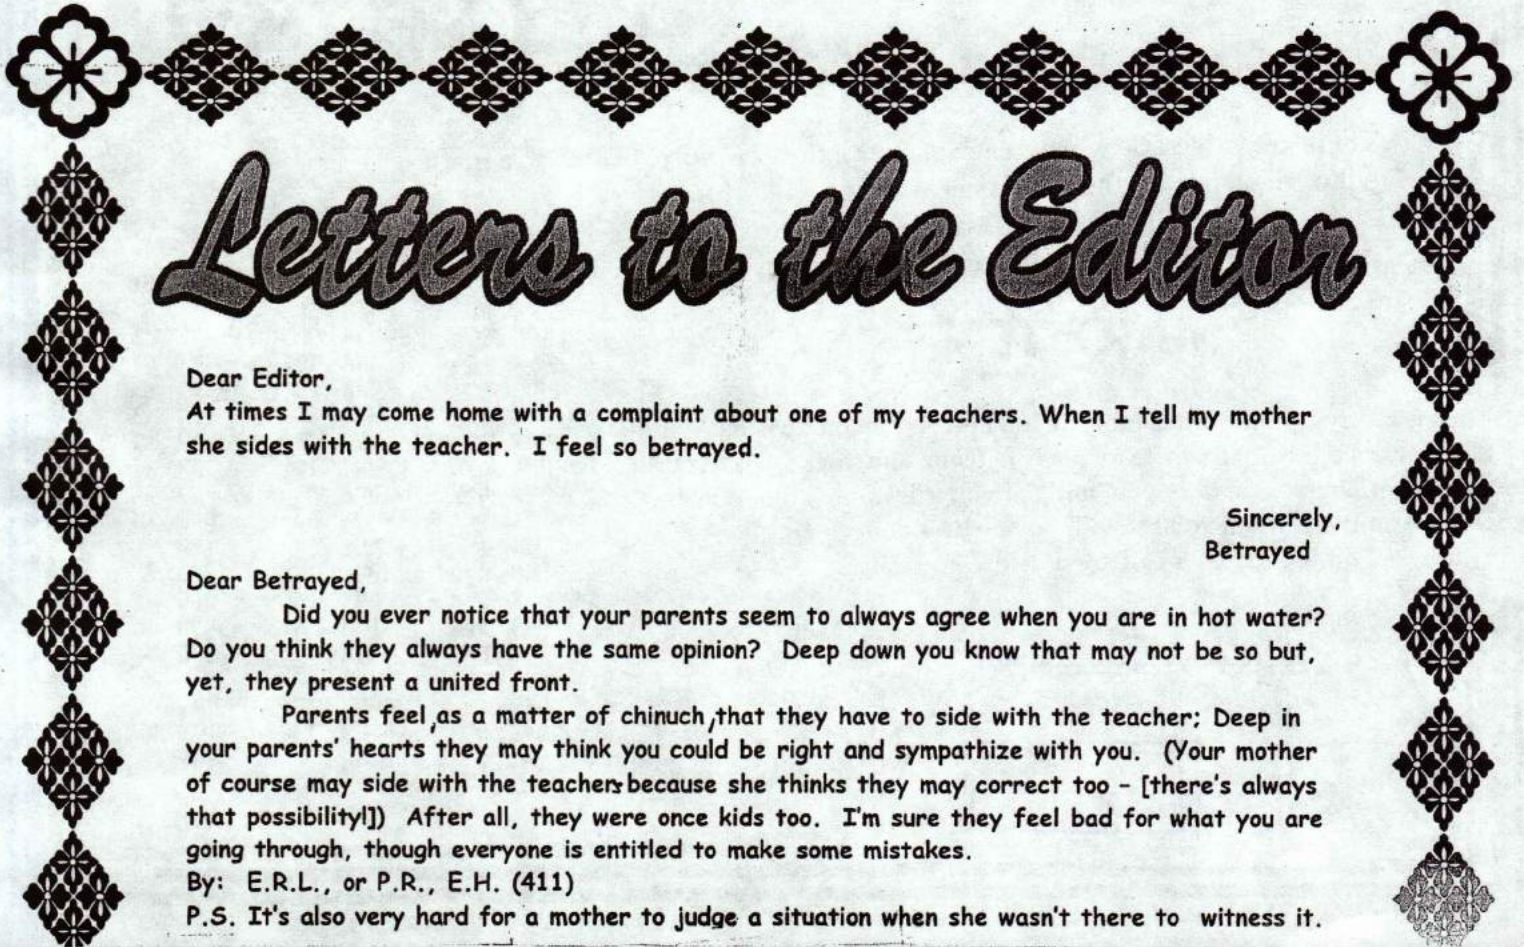 Letters to the Editor
Dear Editor,
At times I may come home with a complaint about one of my teachers. When I tell my mother
she sides with the teacher. I feel so betrayed.
Sincerely,
Betrayed
Dear Betrayed,
Did you ever notice that your parents seem to always agree when you are in hot water?
Do you think they always have the same opinion? Deep down you know that may not be so but,
yet, they present a united front.
Parents feel, as a matter of chinuch, that they have to side with the teacher; Deep in
your parents' hearts they may think you could be right and sympathize with you. (Your mother
of course may side with the teachers because she thinks they may correct too - [there's always
that possibility!]) After all, they were once kids too. I'm sure they feel bad for what you are
going through, though everyone is entitled to make some mistakes.
By: E.R.L., or P.R., E.H. (411)
P.S. It's also very hard for a mother to judge a situation when she wasn't there to witness it.